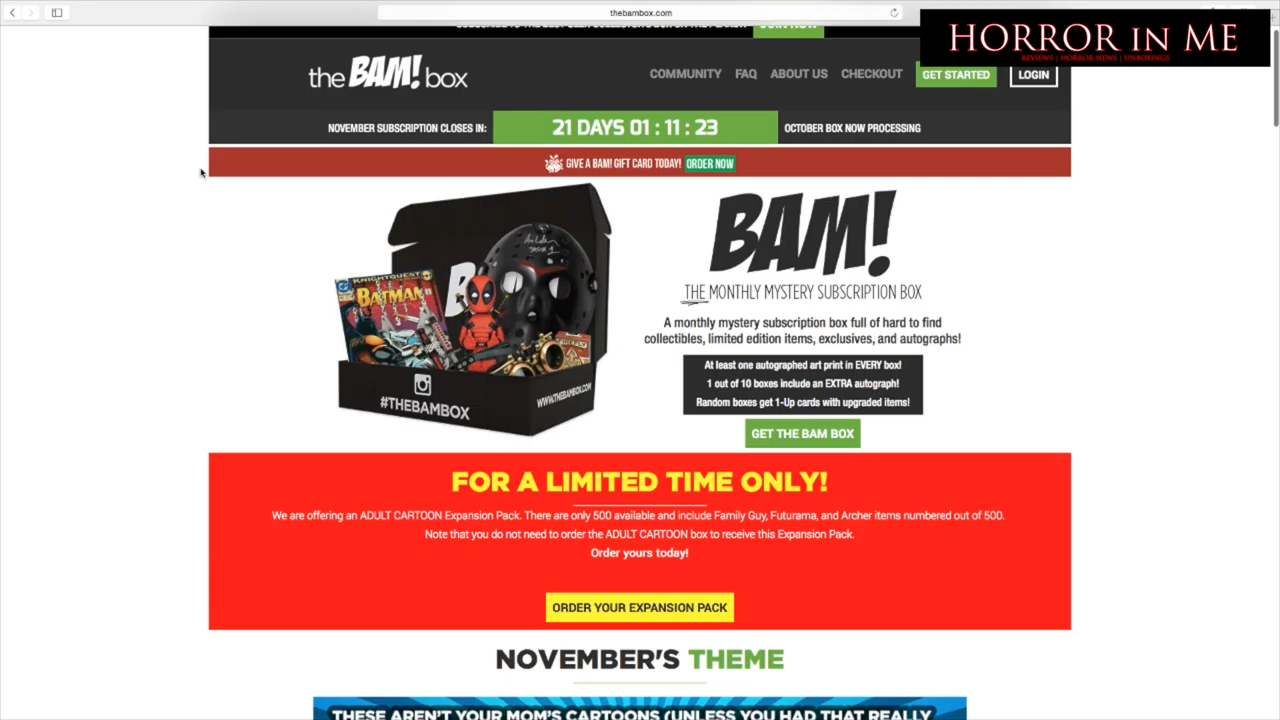 thebambox.com
HORROR IN ME
REVIEWS | HORROR NEWS | UNBOXINGS
JOIN NOW
the BAM! box
COMMUNITY FAQ ABOUT US CHECKOUT GET STARTED LOGIN
NOVEMBER SUBSCRIPTION CLOSES IN: 21 DAYS 01 : 11 : 23 OCTOBER BOX NOW PROCESSING
GIVE A BAM! GIFT CARD TODAY! ORDER NOW
KNIGHTQUEST
BATMAN
FIREFLY
#THEBAMBOX
WWW.THEBAMBOX.COM
BAM!
THE MONTHLY MYSTERY SUBSCRIPTION BOX
A monthly mystery subscription box full of hard to find
collectibles, limited edition items, exclusives, and autographs!
At least one autographed art print in EVERY box!
1 out of 10 boxes include an EXTRA autograph!
Random boxes get 1-Up cards with upgraded items!
GET THE BAM BOX
FOR A LIMITED TIME ONLY!
We are offering an ADULT CARTOON Expansion Pack. There are only 500 available and include Family Guy, Futurama, and Archer items numbered out of 500.
Note that you do not need to order the ADULT CARTOON box to receive this Expansion Pack.
Order yours today!
ORDER YOUR EXPANSION PACK
NOVEMBER'S THEME
THESE AREN'T YOUR MOM'S CARTOONS (UNLESS YOU HAD THAT REALLY